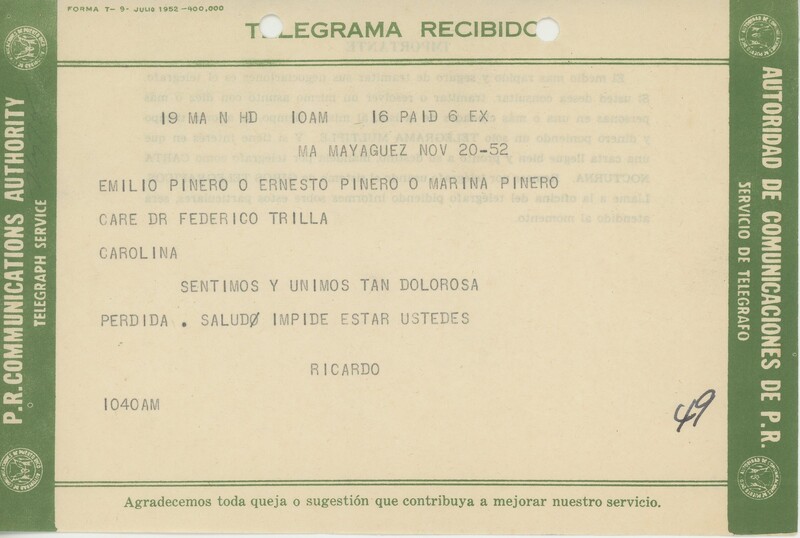 FORMA T- 9- JULIO 1952 -400,000
TELEGRAMA RECIBIDO
19 MA N HD 10AM 16 PAID 6 EX
MA MAYAGUEZ NOV 20-52
EMILIO PINERO O ERNESTO PINERO O MARINA PINERO
CARE DR FEDERICO TRILLA
CAROLINA
SENTIMOS Y UNIMOS TAN DOLOROSA
PERDIDA . SALUDO IMPIDE ESTAR USTEDES
RICARDO
1040AM
49
Agradecemos toda queja o sugestión que contribuya a mejorar nuestro servicio.
P.R. COMMUNICATIONS AUTHORITY
TELEGRAPH SERVICE
AUTORIDAD DE COMUNICACIONES DE P.R.
SERVICIO DE TELEGRAFO